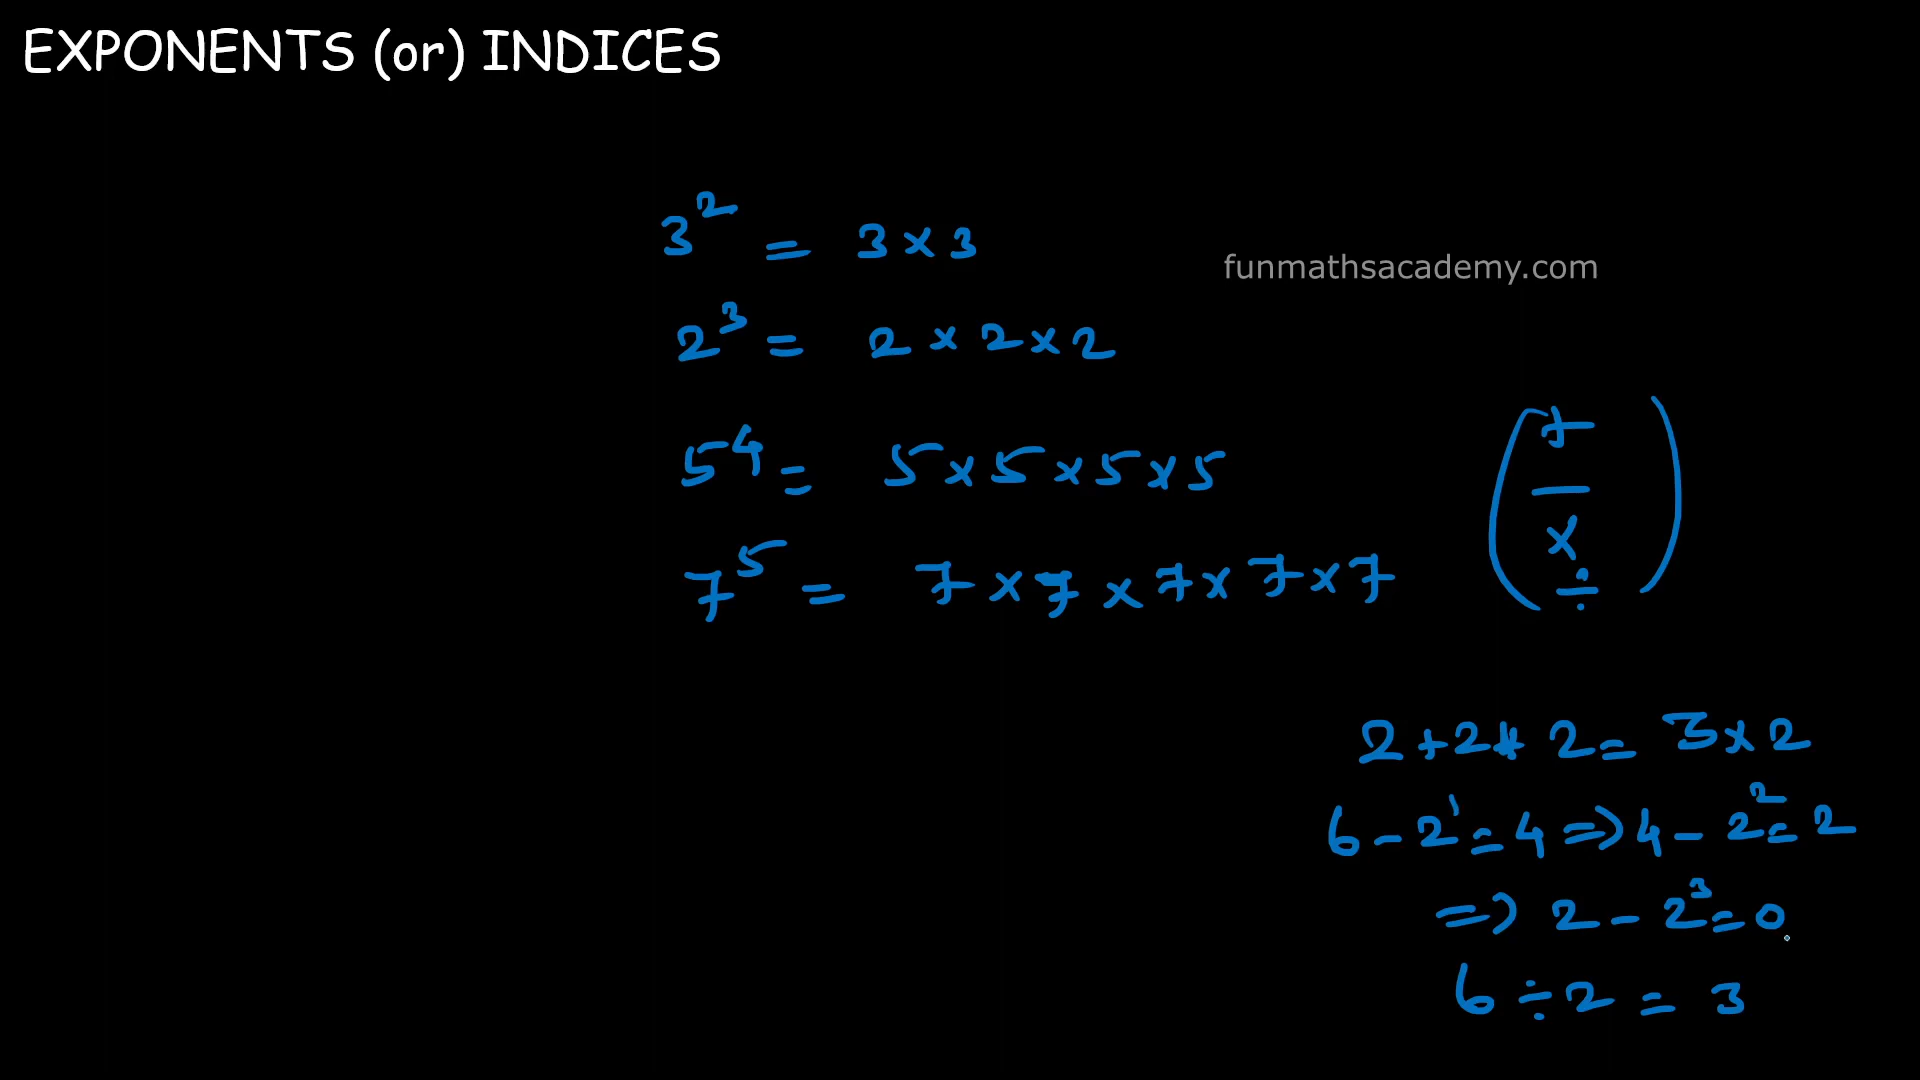 EXPONENTS (or) INDICES
3² = 3 × 3
funmathsacademy.com
2³ = 2 × 2 × 2
5⁴ = 5 × 5 × 5 × 5
7⁵ = 7 × 7 × 7 × 7 × 7
( +
−
×
÷ )
2 + 2 + 2 = 3 × 2
6 − 2¹ = 4 ⇒ 4 − 2² = 2
⇒ 2 − 2³ = 0
6 ÷ 2 = 3